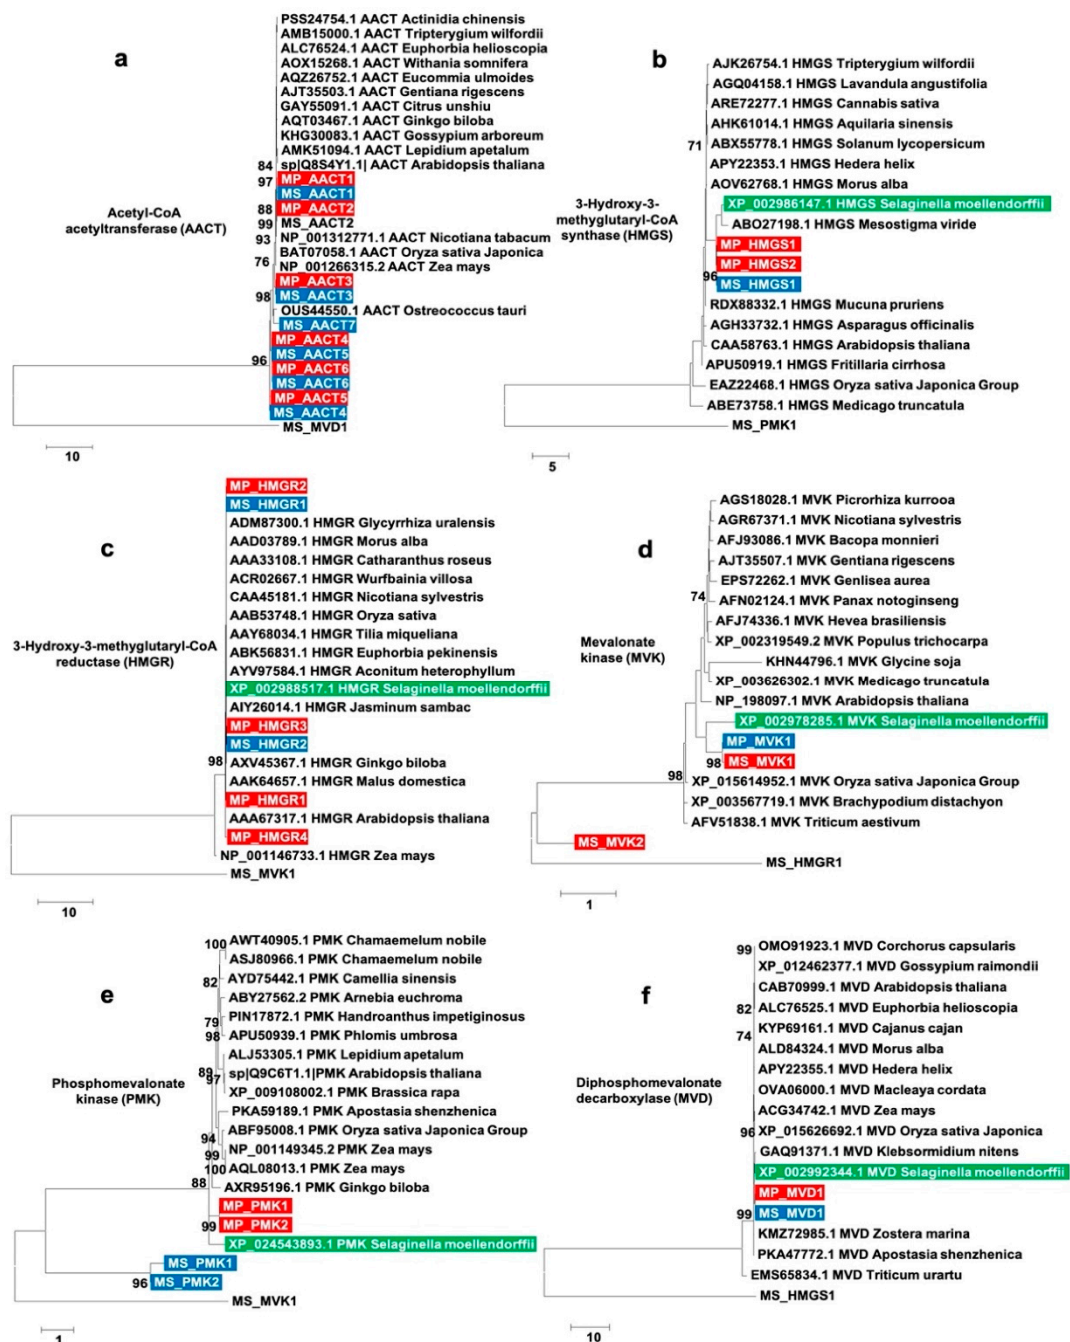 a
Acetyl-CoA
acetyltransferase (AACT)
PSS24754.1 AACT Actinidia chinensis
AMB15000.1 AACT Tripterygium wilfordii
ALC76524.1 AACT Euphorbia helioscopia
AOX15268.1 AACT Withania somnifera
AQZ26752.1 AACT Eucommia ulmoides
AJT35503.1 AACT Gentiana rigescens
GAY55091.1 AACT Citrus unshiu
AQT03467.1 AACT Ginkgo biloba
KHG30083.1 AACT Gossypium arboreum
AMK51094.1 AACT Lepidium apetalum
sp|Q8S4Y1.1| AACT Arabidopsis thaliana
84
MP_AACT1
97
MS_AACT1
MP_AACT2
88
MS_AACT2
99
NP_001312771.1 AACT Nicotiana tabacum
93
BAT07058.1 AACT Oryza sativa Japonica
76
NP_001266315.2 AACT Zea mays
MP_AACT3
MS_AACT3
98
OUS44550.1 AACT Ostreococcus tauri
MS_AACT7
MP_AACT4
MS_AACT5
96
MP_AACT6
MS_AACT6
MP_AACT5
MS_AACT4
MS_MVD1
10
b
3-Hydroxy-3-
methyglutaryl-CoA
synthase (HMGS)
AJK26754.1 HMGS Tripterygium wilfordii
AGQ04158.1 HMGS Lavandula angustifolia
ARE72277.1 HMGS Cannabis sativa
AHK61014.1 HMGS Aquilaria sinensis
71
ABX55778.1 HMGS Solanum lycopersicum
APY22353.1 HMGS Hedera helix
AOV62768.1 HMGS Morus alba
XP_002986147.1 HMGS Selaginella moellendorffii
ABO27198.1 HMGS Mesostigma viride
MP_HMGS1
MP_HMGS2
96
MS_HMGS1
RDX88332.1 HMGS Mucuna pruriens
AGH33732.1 HMGS Asparagus officinalis
CAA58763.1 HMGS Arabidopsis thaliana
APU50919.1 HMGS Fritillaria cirrhosa
EAZ22468.1 HMGS Oryza sativa Japonica Group
ABE73758.1 HMGS Medicago truncatula
MS_PMK1
5
c
3-Hydroxy-3-methyglutaryl-CoA
reductase (HMGR)
MP_HMGR2
MS_HMGR1
ADM87300.1 HMGR Glycyrrhiza uralensis
AAD03789.1 HMGR Morus alba
AAA33108.1 HMGR Catharanthus roseus
ACR02667.1 HMGR Wurfbainia villosa
CAA45181.1 HMGR Nicotiana sylvestris
AAB53748.1 HMGR Oryza sativa
AAY68034.1 HMGR Tilia miqueliana
ABK56831.1 HMGR Euphorbia pekinensis
AYV97584.1 HMGR Aconitum heterophyllum
XP_002988517.1 HMGR Selaginella moellendorffii
AIY26014.1 HMGR Jasminum sambac
MP_HMGR3
MS_HMGR2
98
AXV45367.1 HMGR Ginkgo biloba
AAK64657.1 HMGR Malus domestica
MP_HMGR1
AAA67317.1 HMGR Arabidopsis thaliana
MP_HMGR4
NP_001146733.1 HMGR Zea mays
MS_MVK1
10
d
Mevalonate
kinase (MVK)
AGS18028.1 MVK Picrorhiza kurrooa
AGR67371.1 MVK Nicotiana sylvestris
AFJ93086.1 MVK Bacopa monnieri
AJT35507.1 MVK Gentiana rigescens
EPS72262.1 MVK Genlisea aurea
74
AFN02124.1 MVK Panax notoginseng
AFJ74336.1 MVK Hevea brasiliensis
XP_002319549.2 MVK Populus trichocarpa
KHN44796.1 MVK Glycine soja
XP_003626302.1 MVK Medicago truncatula
NP_198097.1 MVK Arabidopsis thaliana
XP_002978285.1 MVK Selaginella moellendorffii
MP_MVK1
98
MS_MVK1
98
XP_015614952.1 MVK Oryza sativa Japonica Group
XP_003567719.1 MVK Brachypodium distachyon
AFV51838.1 MVK Triticum aestivum
MS_MVK2
MS_HMGR1
1
e
Phosphomevalonate
kinase (PMK)
100
AWT40905.1 PMK Chamaemelum nobile
ASJ80966.1 PMK Chamaemelum nobile
82
AYD75442.1 PMK Camellia sinensis
ABY27562.2 PMK Arnebia euchroma
79
PIN17872.1 PMK Handroanthus impetiginosus
98
APU50939.1 PMK Phlomis umbrosa
ALJ53305.1 PMK Lepidium apetalum
89
97
sp|Q9C6T1.1|PMK Arabidopsis thaliana
XP_009108002.1 PMK Brassica rapa
PKA59189.1 PMK Apostasia shenzhenica
94
ABF95008.1 PMK Oryza sativa Japonica Group
99
NP_001149345.2 PMK Zea mays
100
AQL08013.1 PMK Zea mays
88
AXR95196.1 PMK Ginkgo biloba
MP_PMK1
99
MP_PMK2
XP_024543893.1 PMK Selaginella moellendorffii
MS_PMK1
96
MS_PMK2
MS_MVK1
1
f
Diphosphomevalonate
decarboxylase (MVD)
99
OMO91923.1 MVD Corchorus capsularis
XP_012462377.1 MVD Gossypium raimondii
CAB70999.1 MVD Arabidopsis thaliana
82
ALC76525.1 MVD Euphorbia helioscopia
74
KYP69161.1 MVD Cajanus cajan
ALD84324.1 MVD Morus alba
APY22355.1 MVD Hedera helix
OVA06000.1 MVD Macleaya cordata
ACG34742.1 MVD Zea mays
96
XP_015626692.1 MVD Oryza sativa Japonica
GAQ91371.1 MVD Klebsormidium nitens
XP_002992344.1 MVD Selaginella moellendorffii
MP_MVD1
99
MS_MVD1
KMZ72985.1 MVD Zostera marina
PKA47772.1 MVD Apostasia shenzhenica
EMS65834.1 MVD Triticum urartu
MS_HMGS1
10